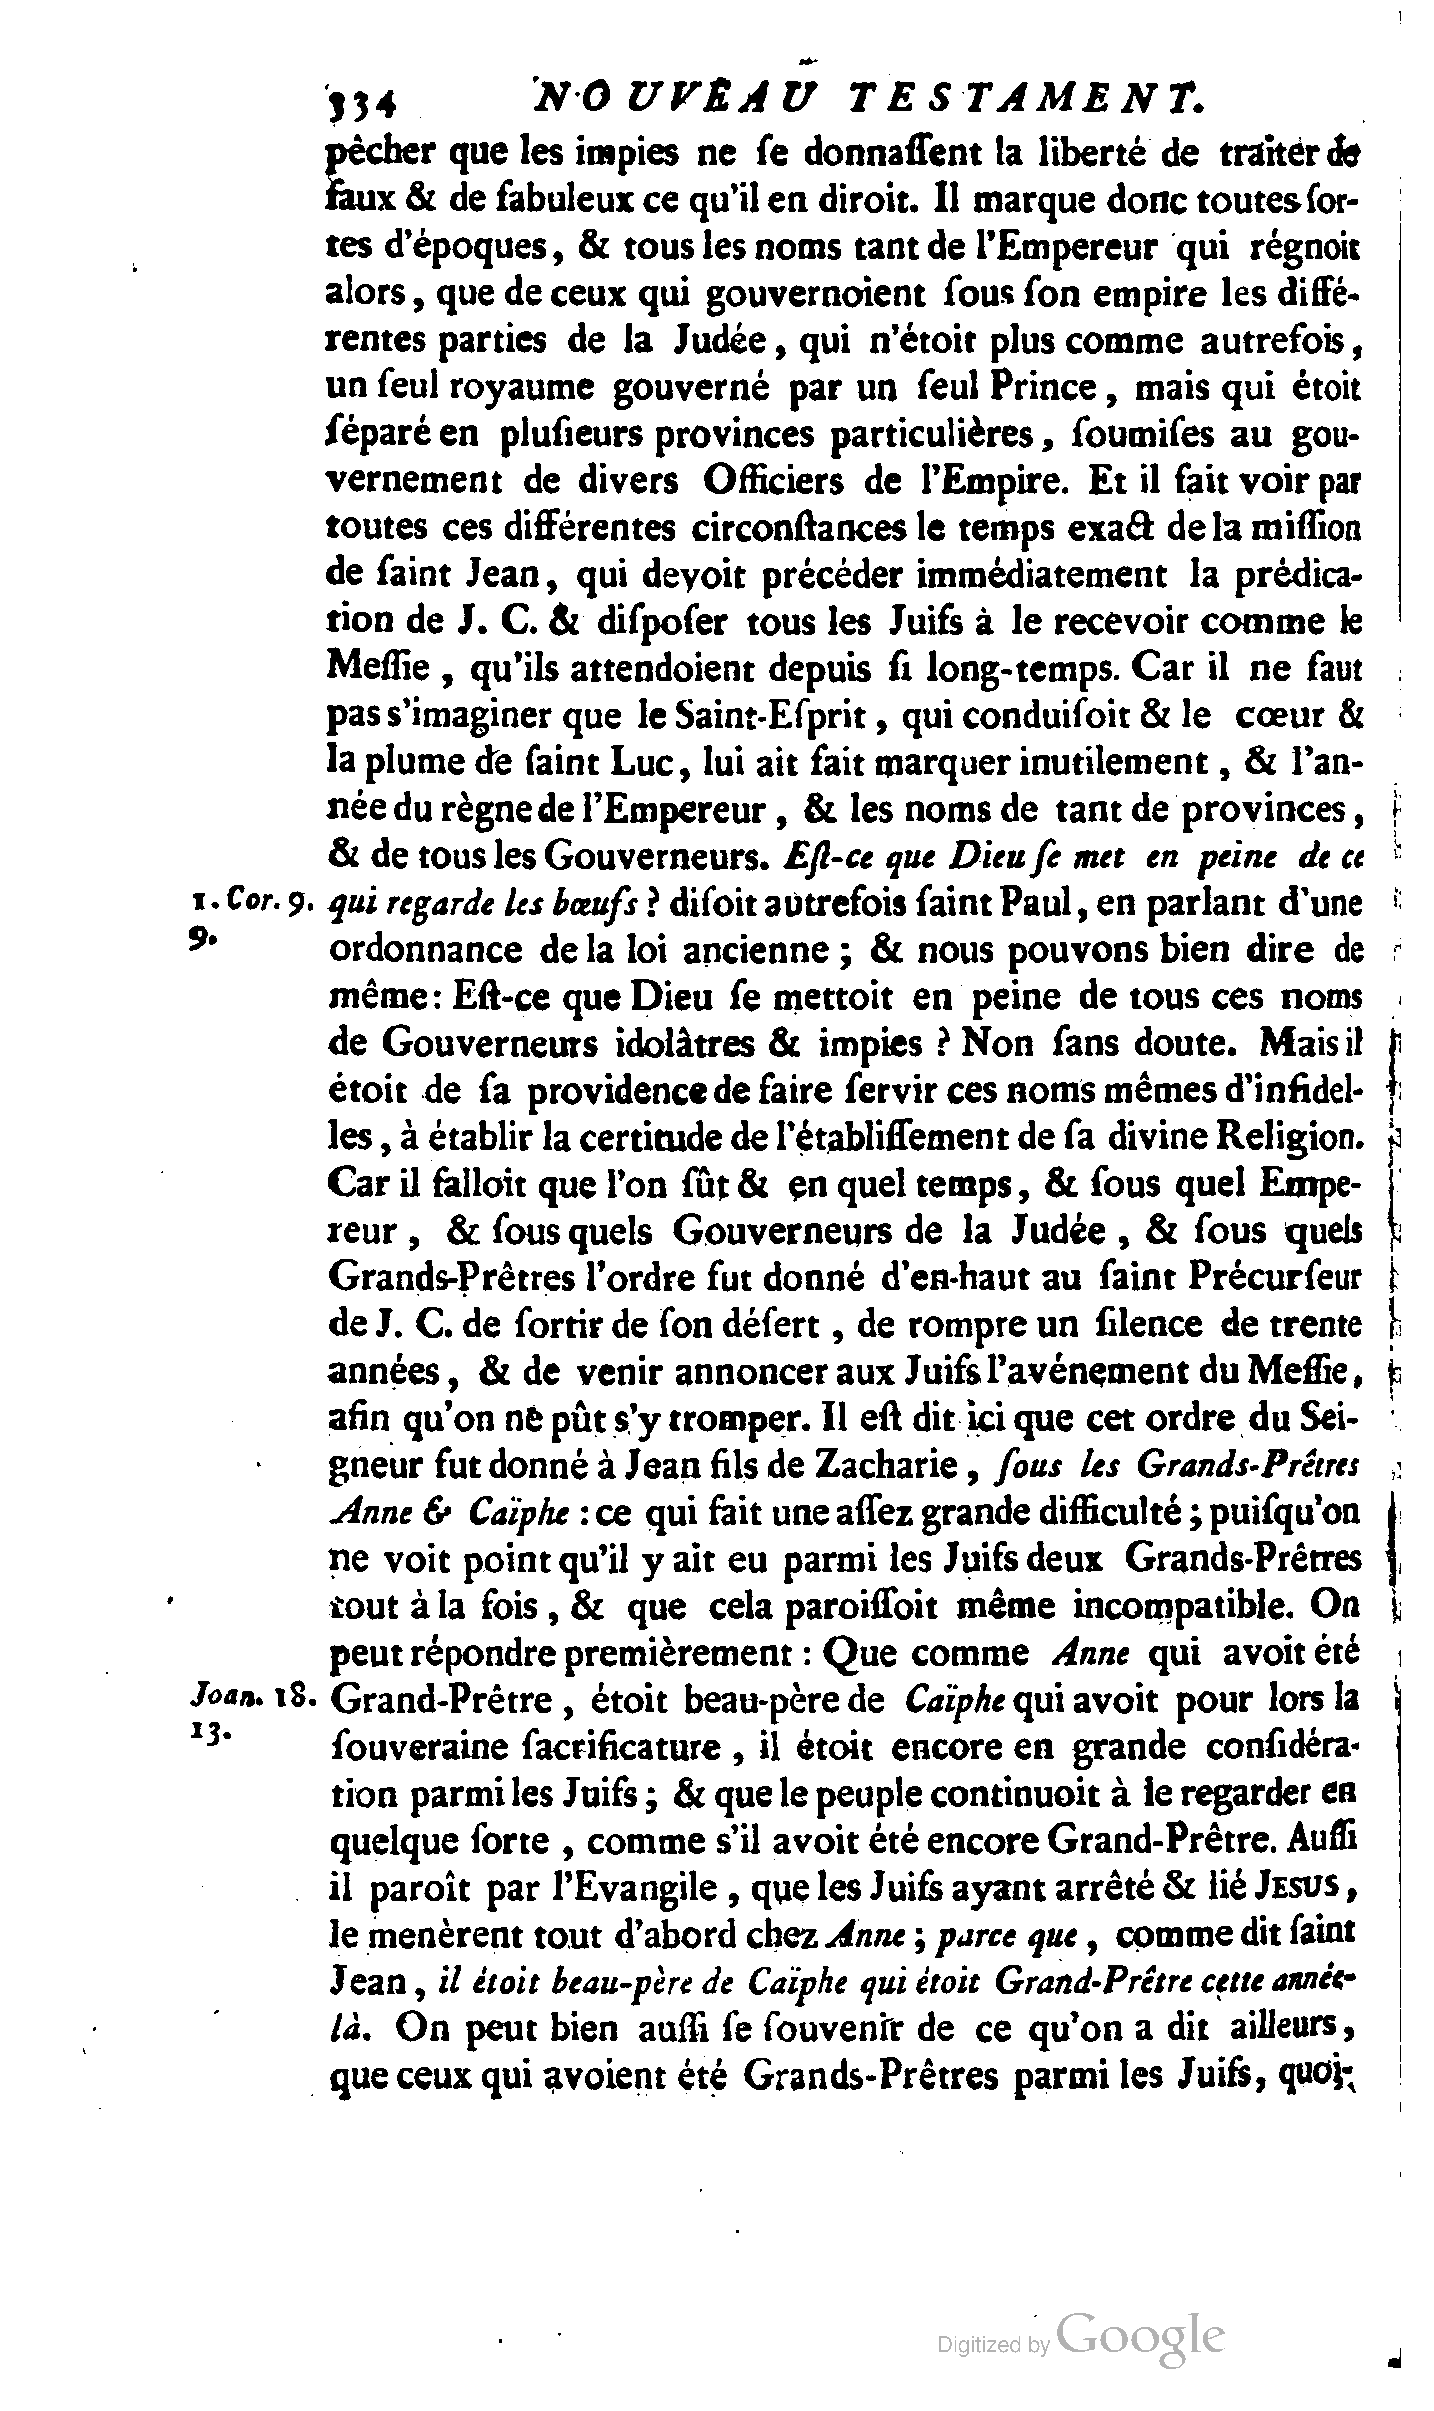 334 NOUVEAU TESTAMENT.
pêcher que les impies ne ſe donnaſſent la liberté de traiter de
faux & de fabuleux ce qu'il en diroit. Il marque donc toutes ſor-
tes d'époques, & tous les noms tant de l'Empereur qui régnoit
alors, que de ceux qui gouvernoient ſous ſon empire les diffé-
rentes parties de la Judée, qui n'étoit plus comme autrefois,
un ſeul royaume gouverné par un ſeul Prince, mais qui étoit
ſéparé en pluſieurs provinces particulières, ſoumiſes au gou-
vernement de divers Officiers de l'Empire. Et il fait voir par
toutes ces différentes circonſtances le temps exact de la miſſion
de ſaint Jean, qui devoit précéder immédiatement la prédica-
tion de J. C. & diſpoſer tous les Juifs à le recevoir comme le
Meſſie, qu'ils attendoient depuis ſi long-temps. Car il ne faut
pas s'imaginer que le Saint-Eſprit, qui conduiſoit & le cœur &
la plume de ſaint Luc, lui ait fait marquer inutilement, & l'an-
née du règne de l'Empereur, & les noms de tant de provinces,
& de tous les Gouverneurs. Eſt-ce que Dieu ſe met en peine de ce
1. Cor. 9. qui regarde les bœufs ? diſoit autrefois ſaint Paul, en parlant d'une
9. ordonnance de la loi ancienne ; & nous pouvons bien dire de
même : Eſt-ce que Dieu ſe mettoit en peine de tous ces noms
de Gouverneurs idolâtres & impies ? Non ſans doute. Mais il
étoit de ſa providence de faire ſervir ces noms mêmes d'infidel-
les, à établir la certitude de l'établiſſement de ſa divine Religion.
Car il falloit que l'on ſût & en quel temps, & ſous quel Empe-
reur, & ſous quels Gouverneurs de la Judée, & ſous quels
Grands-Prêtres l'ordre fut donné d'en-haut au ſaint Précurſeur
de J. C. de ſortir de ſon déſert, de rompre un ſilence de trente
années, & de venir annoncer aux Juifs l'avénement du Meſſie,
afin qu'on ne pût s'y tromper. Il eſt dit ici que cet ordre du Sei-
gneur fut donné à Jean fils de Zacharie, ſous les Grands-Prêtres
Anne & Caïphe : ce qui fait une aſſez grande difficulté ; puiſqu'on
ne voit point qu'il y ait eu parmi les Juifs deux Grands-Prêtres
tout à la fois, & que cela paroiſſoit même incompatible. On
peut répondre premièrement : Que comme Anne qui avoit été
Joan. 18. Grand-Prêtre, étoit beau-père de Caïphe qui avoit pour lors la
13. ſouveraine ſacrificature, il étoit encore en grande conſidéra-
tion parmi les Juifs ; & que le peuple continuoit à le regarder en
quelque ſorte, comme s'il avoit été encore Grand-Prêtre. Auſſi
il paroît par l'Evangile, que les Juifs ayant arrêté & lié JESUS,
le menèrent tout d'abord chez Anne ; parce que, comme dit ſaint
Jean, il étoit beau-père de Caïphe qui étoit Grand-Prêtre cette année-
là. On peut bien auſſi ſe ſouvenir de ce qu'on a dit ailleurs,
que ceux qui avoient été Grands-Prêtres parmi les Juifs, quoi-
Digitized by Google